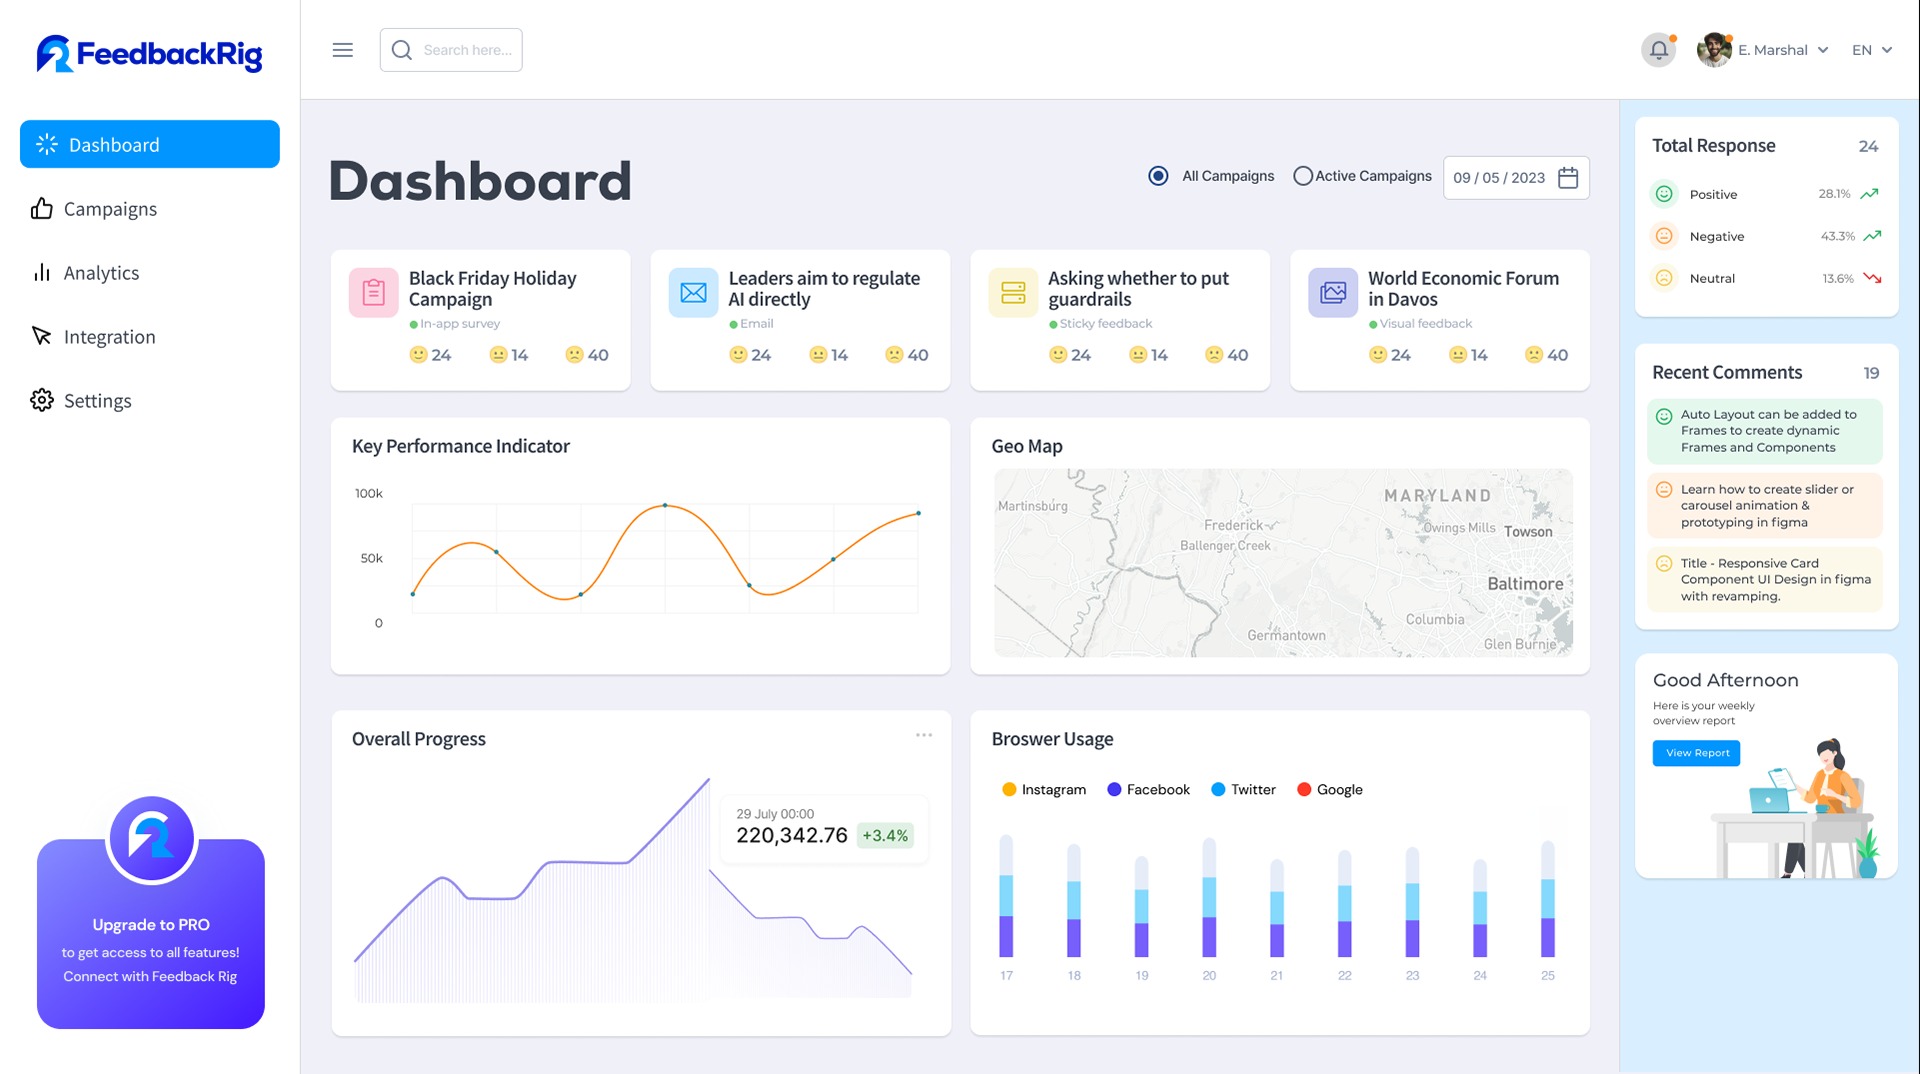 FeedbackRig
Search here...
E. Marshal
EN
Dashboard
Campaigns
Analytics
Integration
Settings
Upgrade to PRO
to get access to all features!
Connect with Feedback Rig
Dashboard
All Campaigns
Active Campaigns
09 / 05 / 2023
Black Friday Holiday
Campaign
In-app survey
24 14 40
Leaders aim to regulate
AI directly
Email
24 14 40
Asking whether to put
guardrails
Sticky feedback
24 14 40
World Economic Forum
in Davos
Visual feedback
24 14 40
Key Performance Indicator
100k
50k
0
Geo Map
MARYLAND
Martinsburg
Frederick
Owings Mills
Towson
Ballenger Creek
Baltimore
Columbia
Germantown
Glen Burnie
Overall Progress
29 July 00:00
220,342.76 +3.4%
Broswer Usage
Instagram Facebook Twitter Google
17 18 19 20 21 22 23 24 25
Total Response 24
Positive 28.1%
Negative 43.3%
Neutral 13.6%
Recent Comments 19
Auto Layout can be added to
Frames to create dynamic
Frames and Components
Learn how to create slider or
carousel animation &
prototyping in figma
Title - Responsive Card
Component UI Design in figma
with revamping.
Good Afternoon
Here is your weekly
overview report
View Report